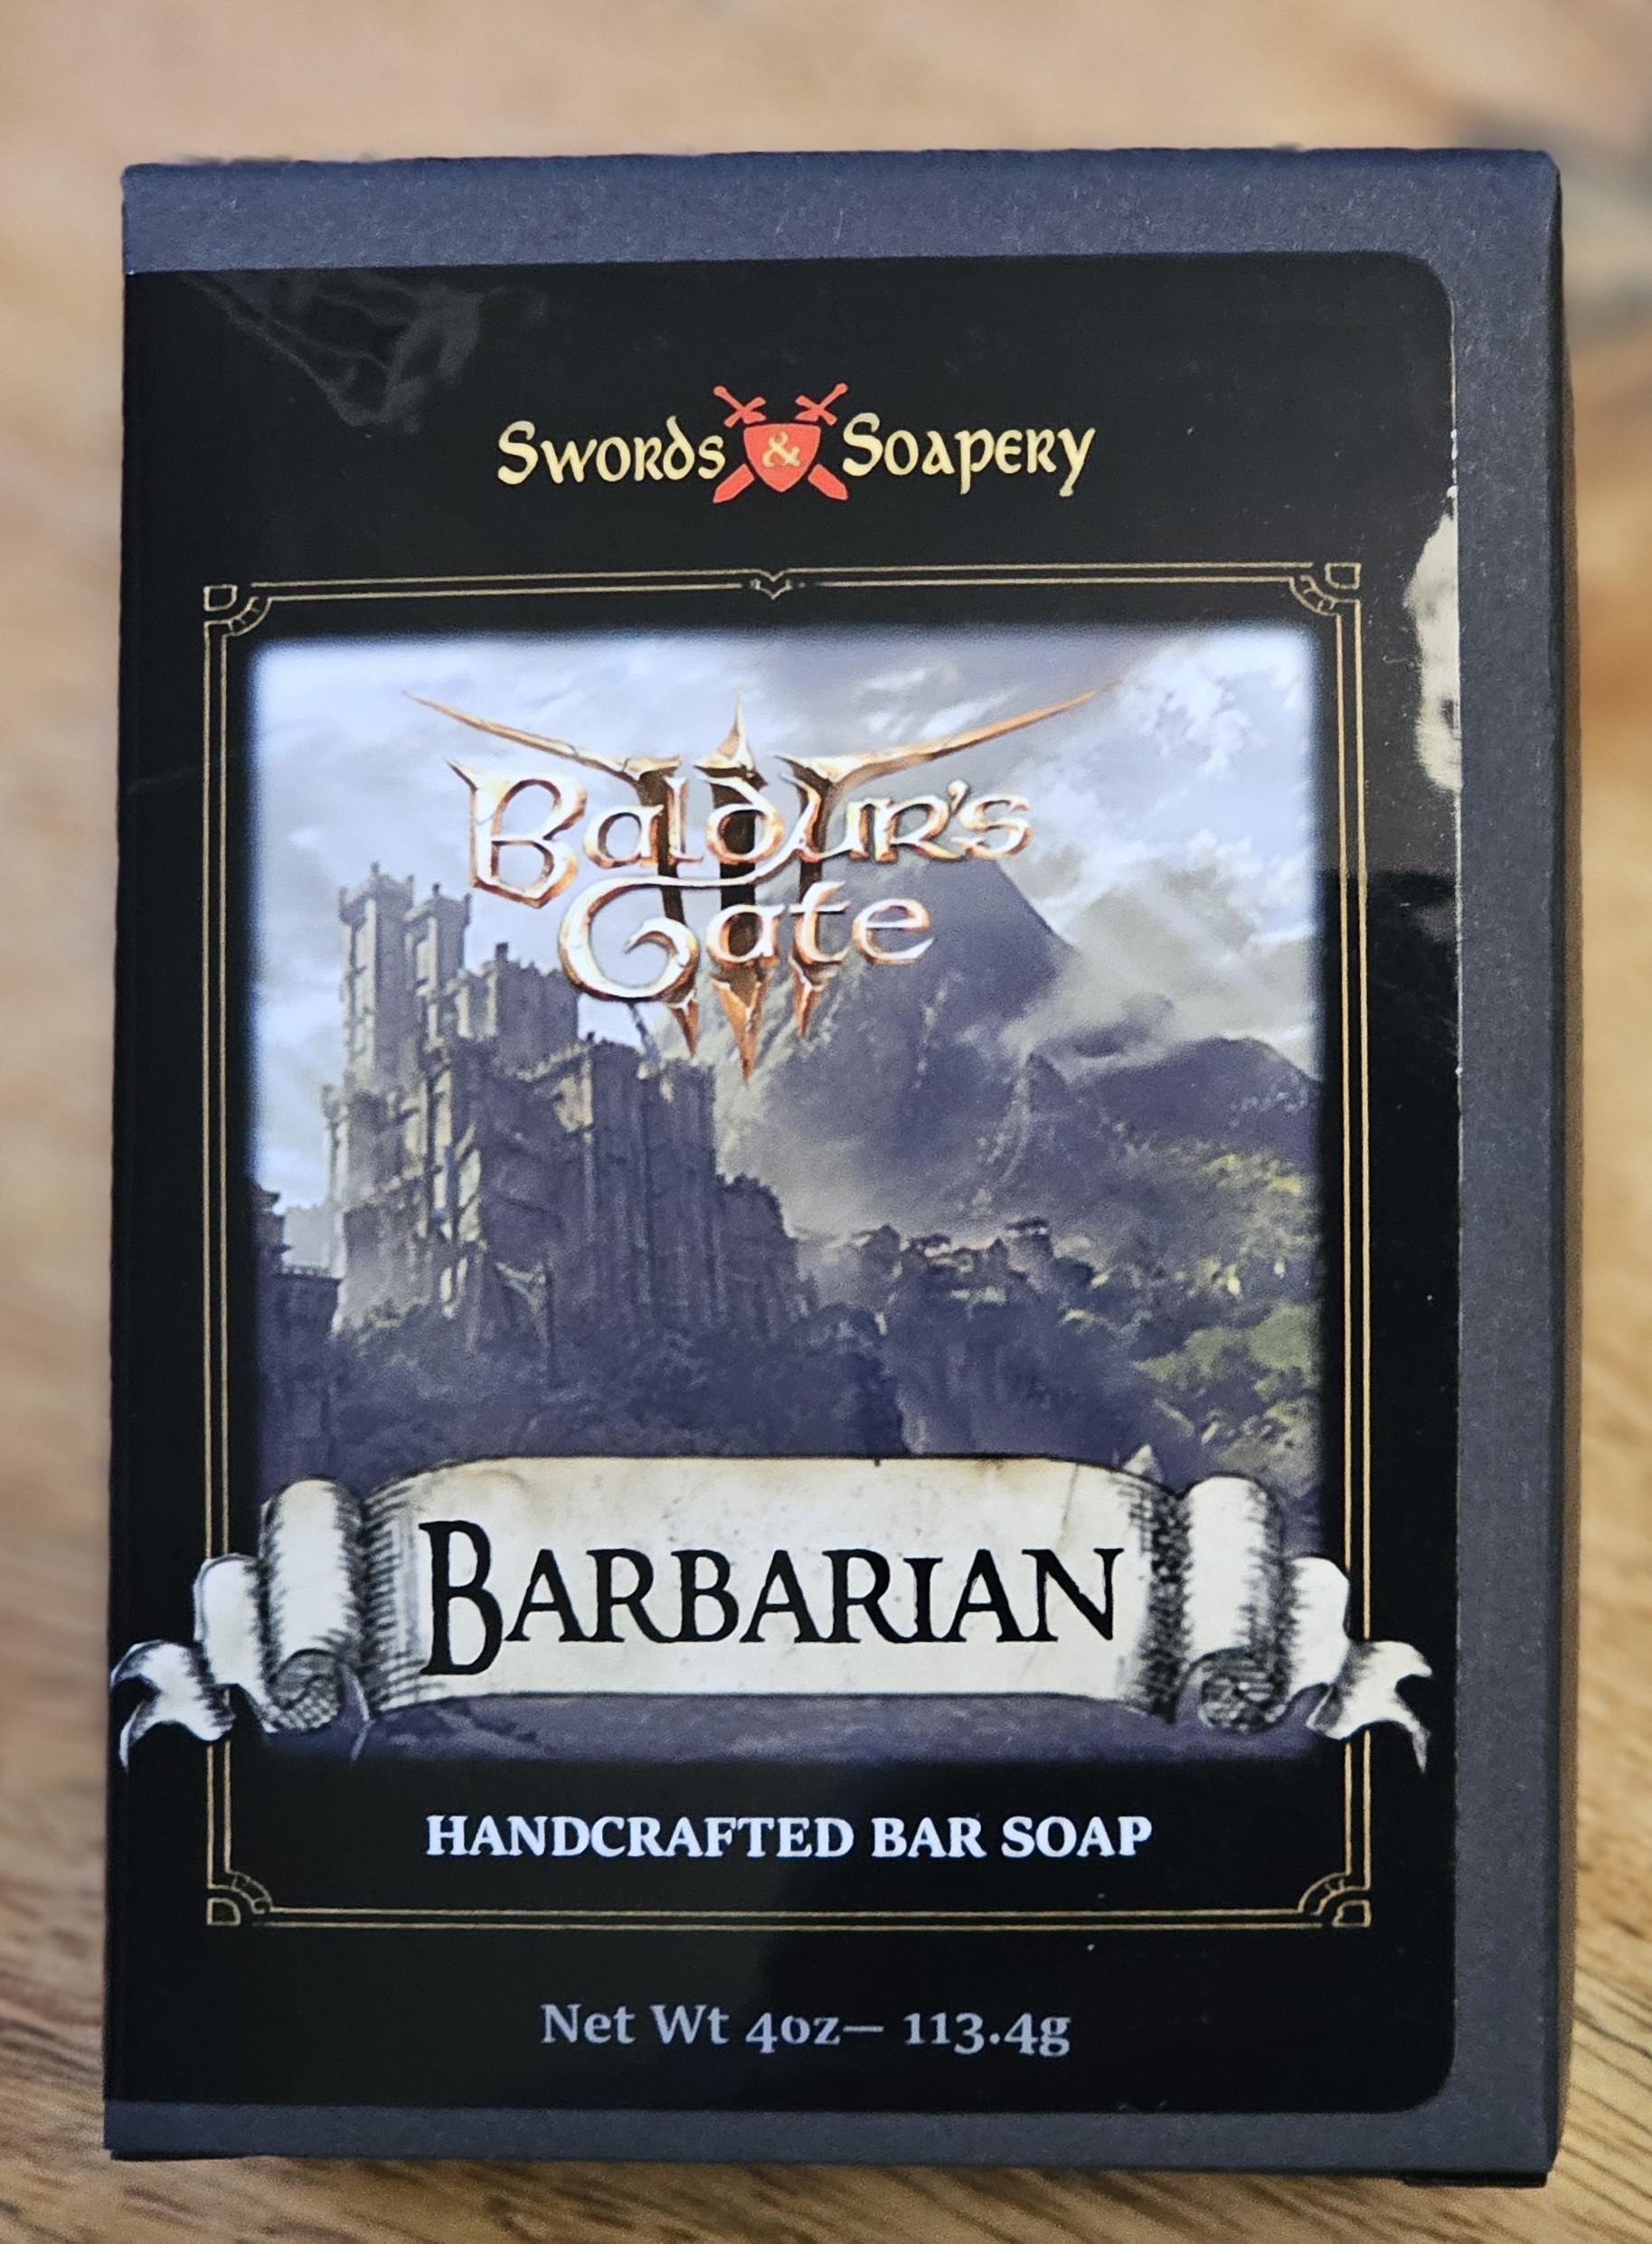 Swords & Soapery
Baldur's
Gate
III
BARBARIAN
HANDCRAFTED BAR SOAP
Net Wt 4oz— 113.4g